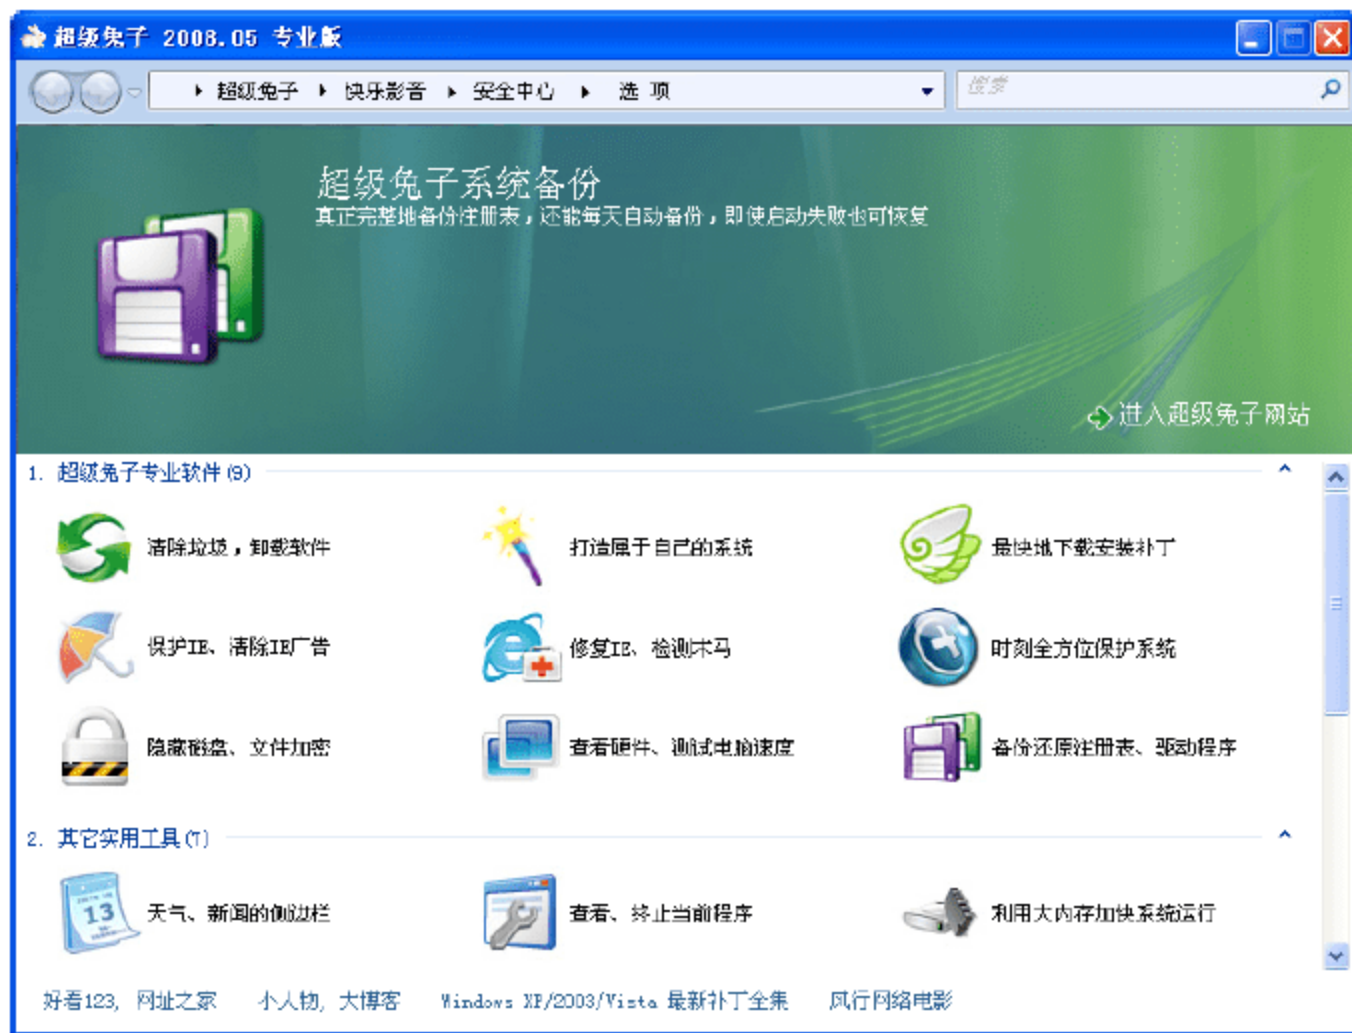 超级兔子 2008.05 专业版
超级兔子 快乐影音 安全中心 选 项
搜索
超级兔子系统备份
真正完整地备份注册表，还能每天自动备份，即使启动失败也可恢复
进入超级兔子网站
1. 超级兔子专业软件(9)
清除垃圾，卸载软件
打造属于自己的系统
最快地下载安装补丁
保护IE、清除IE广告
修复IE、检测木马
时刻全方位保护系统
隐藏磁盘、文件加密
查看硬件、测试电脑速度
备份还原注册表、驱动程序
2. 其它实用工具(7)
13
天气、新闻的侧边栏
查看、终止当前程序
利用大内存加快系统运行
好看123, 网址之家 小人物, 大博客 Windows XP/2003/Vista 最新补丁全集 风行网络电影